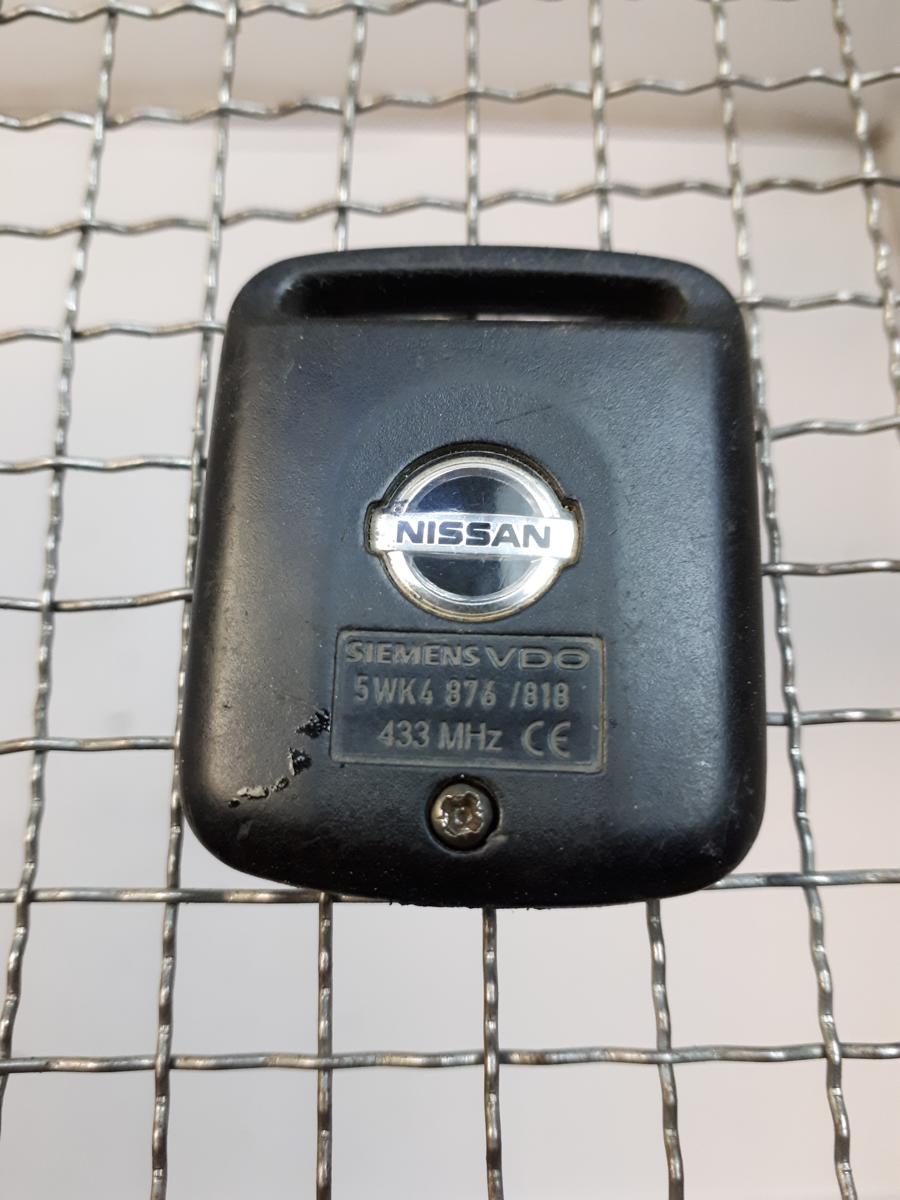 NISSAN
SIEMENS VDO
5WK4 876 /818
433 MHz CE